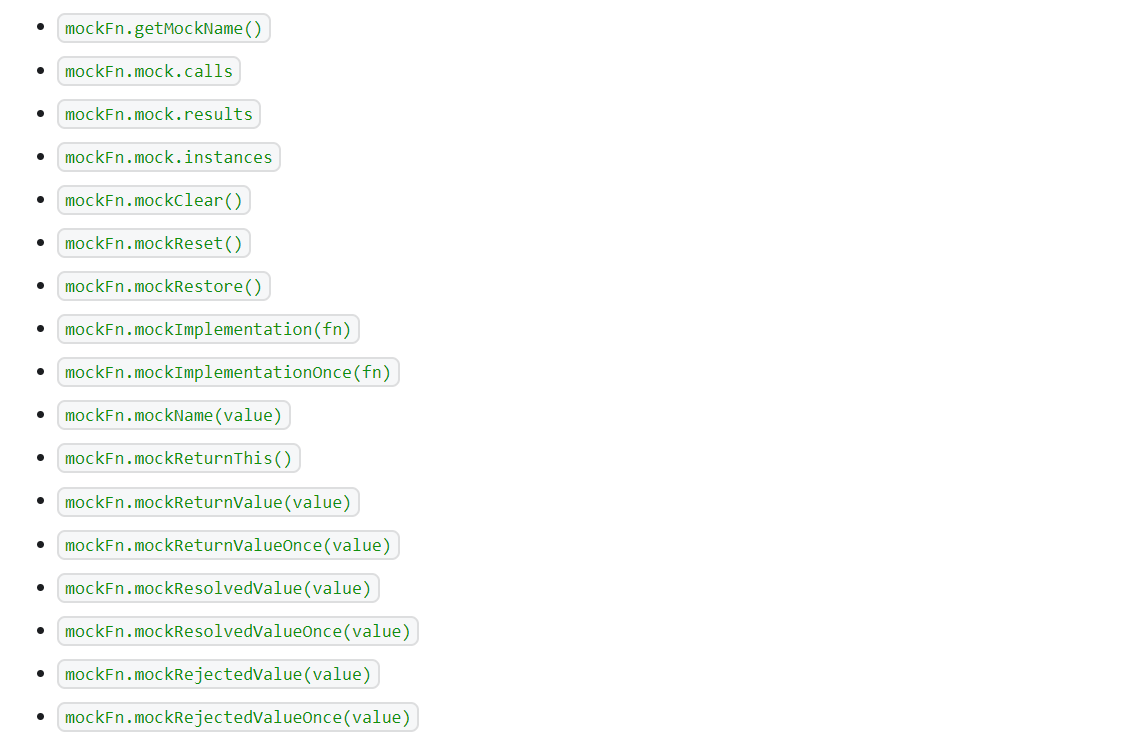 mockFn.getMockName()
mockFn.mock.calls
mockFn.mock.results
mockFn.mock.instances
mockFn.mockClear()
mockFn.mockReset()
mockFn.mockRestore()
mockFn.mockImplementation(fn)
mockFn.mockImplementationOnce(fn)
mockFn.mockName(value)
mockFn.mockReturnThis()
mockFn.mockReturnValue(value)
mockFn.mockReturnValueOnce(value)
mockFn.mockResolvedValue(value)
mockFn.mockResolvedValueOnce(value)
mockFn.mockRejectedValue(value)
mockFn.mockRejectedValueOnce(value)